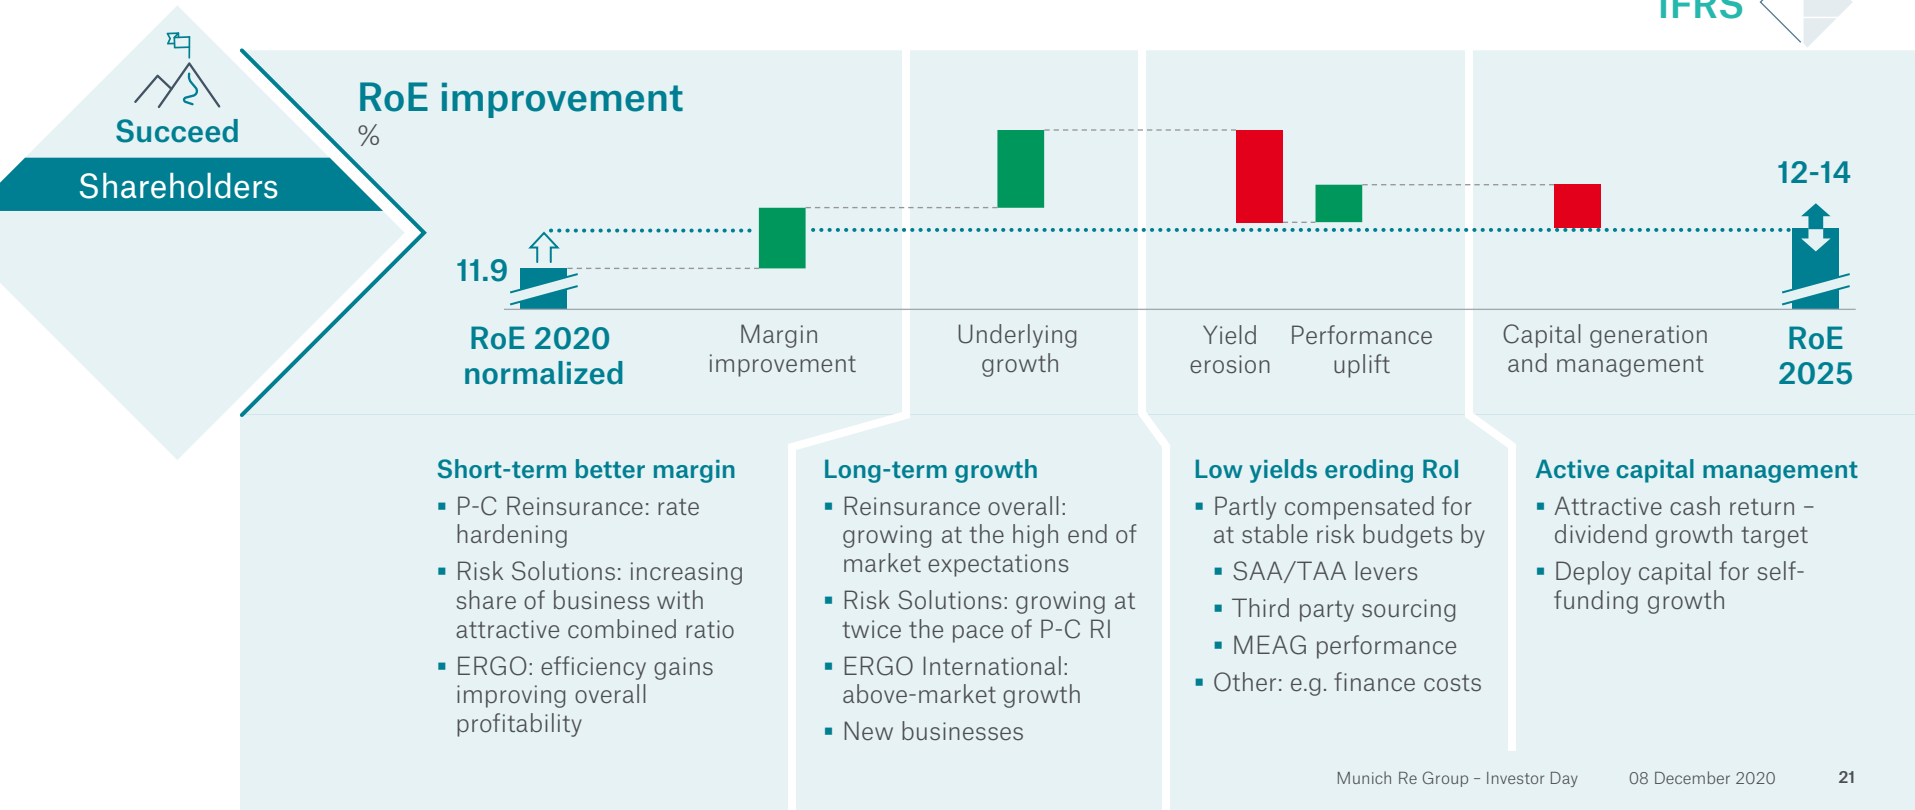 IFRS
Succeed
Shareholders
RoE improvement
%
12-14
11.9
RoE 2020
normalized
Margin
improvement
Underlying
growth
Yield
erosion
Performance
uplift
Capital generation
and management
RoE
2025
Short-term better margin
▪ P-C Reinsurance: rate
hardening
▪ Risk Solutions: increasing
share of business with
attractive combined ratio
▪ ERGO: efficiency gains
improving overall
profitability
Long-term growth
▪ Reinsurance overall:
growing at the high end of
market expectations
▪ Risk Solutions: growing at
twice the pace of P-C RI
▪ ERGO International:
above-market growth
▪ New businesses
Low yields eroding RoI
▪ Partly compensated for
at stable risk budgets by
▪ SAA/TAA levers
▪ Third party sourcing
▪ MEAG performance
▪ Other: e.g. finance costs
Active capital management
▪ Attractive cash return –
dividend growth target
▪ Deploy capital for self-
funding growth
Munich Re Group – Investor Day 08 December 2020 21